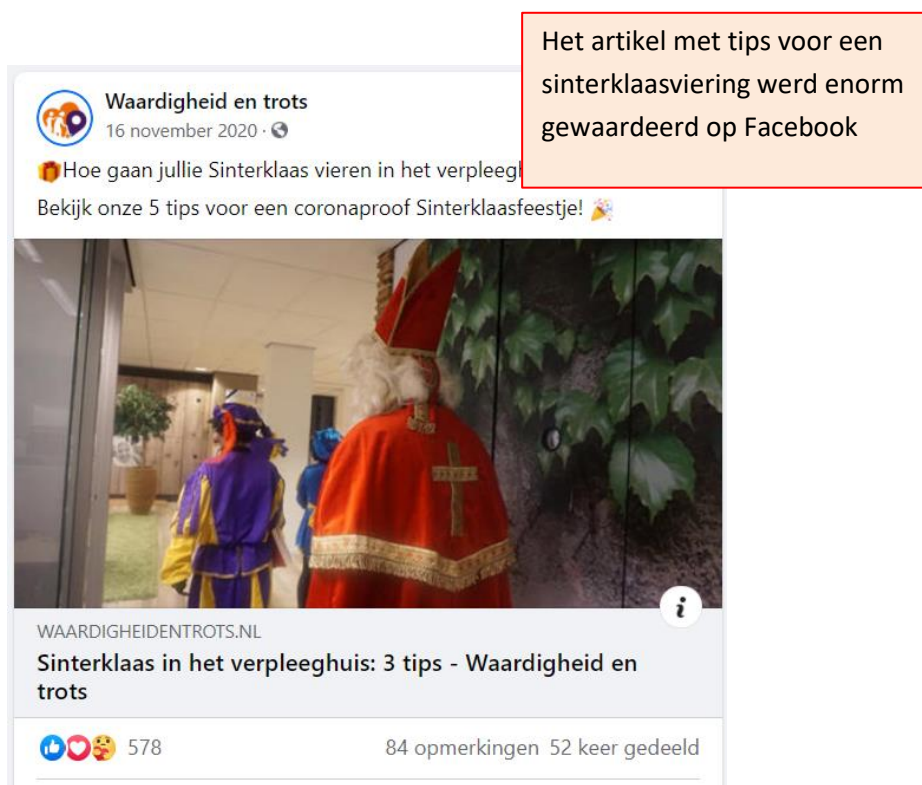 Het artikel met tips voor een
sinterklaasviering werd enorm
gewaardeerd op Facebook
Waardigheid en trots
16 november 2020 ·
🎁Hoe gaan jullie Sinterklaas vieren in het
Bekijk onze 5 tips voor een coronaproof Sinterklaasfeestje! 🎉
WAARDIGHEIDENTROTS.NL
Sinterklaas in het verpleeghuis: 3 tips - Waardigheid en
trots
578
84 opmerkingen 52 keer gedeeld